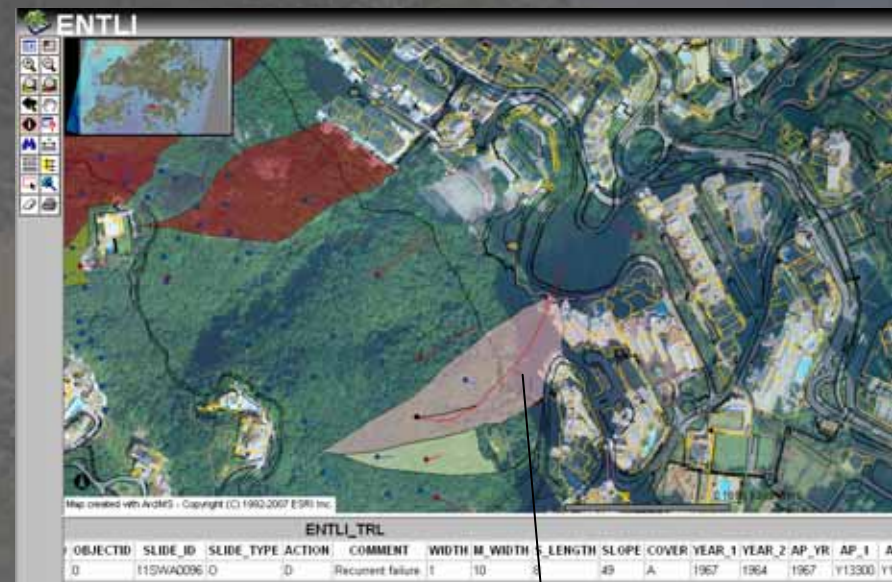 ENTLI
Map created with ArcIMS - Copyright (C) 1992-2007 ESRI Inc.
ENTLI_TRL
OBJECTID SLIDE_ID SLIDE_TYPE ACTION COMMENT WIDTH M_WIDTH S_LENGTH SLOPE COVER YEAR_1 YEAR_2 AP_YR AP_1
0 11SWA0096 O D Recurrent failure 1 10 49 A 1967 1964 1967 Y13300